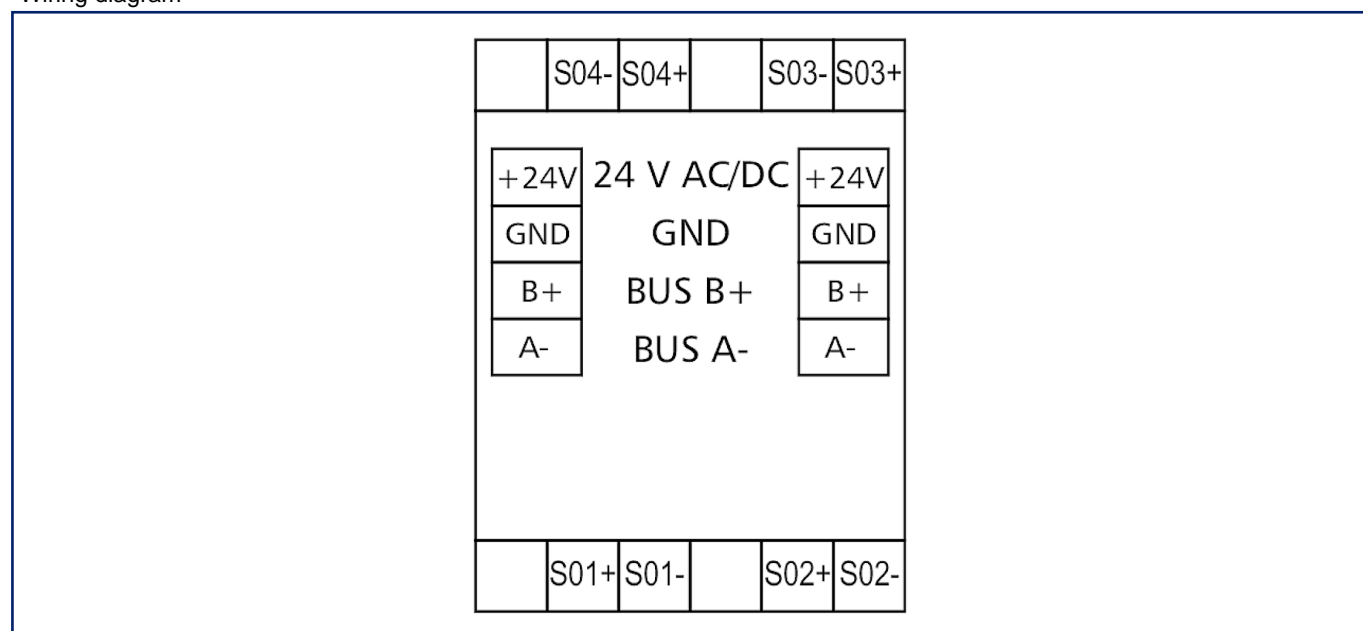 Wiring diagram
S04- S04+ S03- S03+
+24V 24 V AC/DC +24V
GND GND GND
B+ BUS B+ B+
A- BUS A- A-
S01+ S01- S02+ S02-